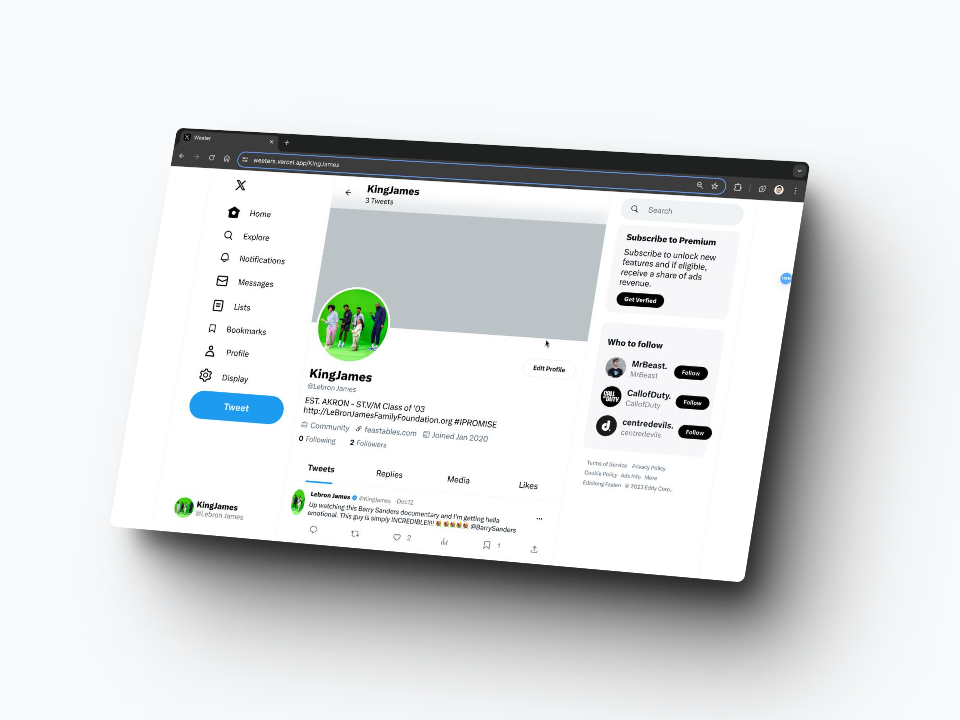 Weeter
weeters.vercel.app/KingJames
Home
Explore
Notifications
Messages
Lists
Bookmarks
Profile
Display
Tweet
KingJames
@Lebron James
KingJames
3 Tweets
Edit Profile
KingJames
@Lebron James
EST. AKRON - ST.V/M Class of '03
http://LeBronJamesFamilyFoundation.org #IPROMISE
Community feastables.com Joined Jan 2020
0 Following 2 Followers
Tweets Replies Media Likes
Lebron James @KingJames -Dec12
Up watching this Barry Sanders documentary and I'm getting hella
emotional. This guy is simply INCREDIBLE!!!! @BarrySanders
2 1
Search
Subscribe to Premium
Subscribe to unlock new
features and if eligible,
receive a share of ads
revenue.
Get Verfied
Who to follow
MrBeast.
MrBeast
Follow
CALL OF DUTY
CallofDuty.
CallofDuty
Follow
centredevils.
centredevils
Follow
Terms of Service Privacy Policy
Cookie Policy Ads Info More
© 2023 Eddy Corp.